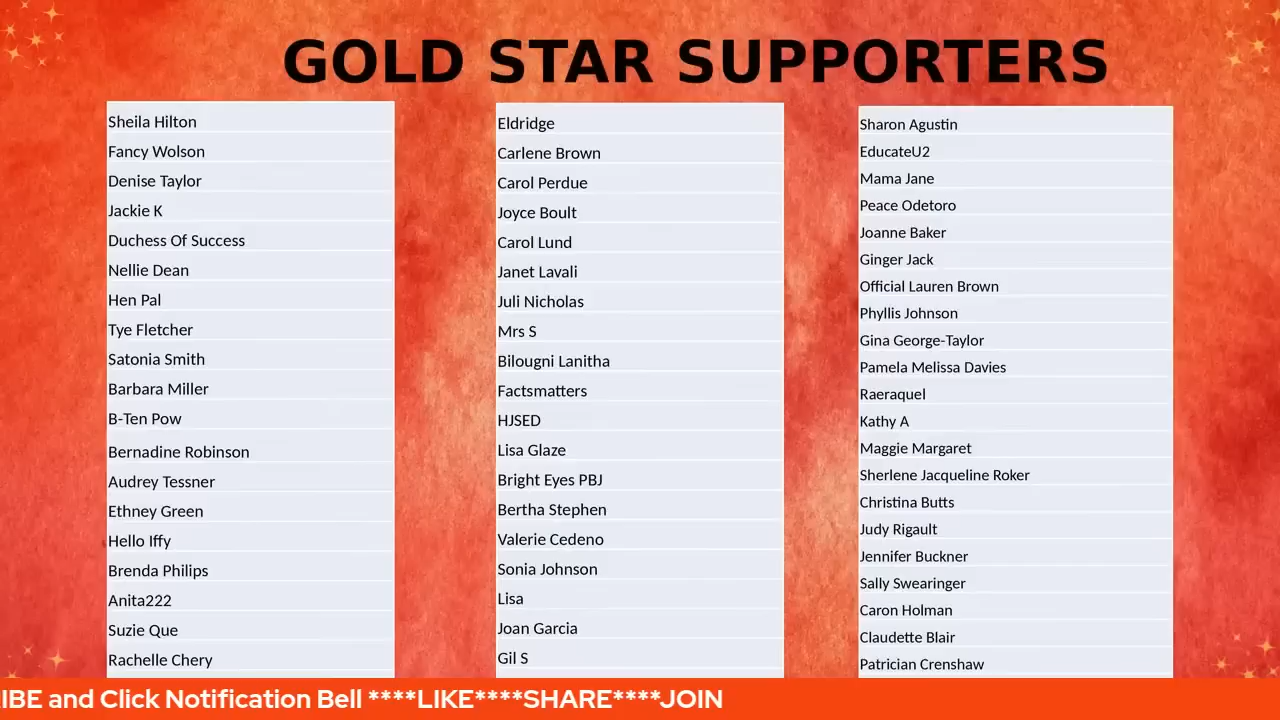 GOLD STAR SUPPORTERS
Sheila Hilton
Fancy Wolson
Denise Taylor
Jackie K
Duchess Of Success
Nellie Dean
Hen Pal
Tye Fletcher
Satonia Smith
Barbara Miller
B-Ten Pow
Bernadine Robinson
Audrey Tessner
Ethney Green
Hello Iffy
Brenda Philips
Anita222
Suzie Que
Rachelle Chery
Eldridge
Carlene Brown
Carol Perdue
Joyce Boult
Carol Lund
Janet Lavali
Juli Nicholas
Mrs S
Bilougni Lanitha
Factsmatters
HJSED
Lisa Glaze
Bright Eyes PBJ
Bertha Stephen
Valerie Cedeno
Sonia Johnson
Lisa
Joan Garcia
Gil S
Sharon Agustin
EducateU2
Mama Jane
Peace Odetoro
Joanne Baker
Ginger Jack
Official Lauren Brown
Phyllis Johnson
Gina George-Taylor
Pamela Melissa Davies
Raeraquel
Kathy A
Maggie Margaret
Sherlene Jacqueline Roker
Christina Butts
Judy Rigault
Jennifer Buckner
Sally Swearinger
Caron Holman
Claudette Blair
Patrician Crenshaw
IBE and Click Notification Bell ****LIKE****SHARE****JOIN